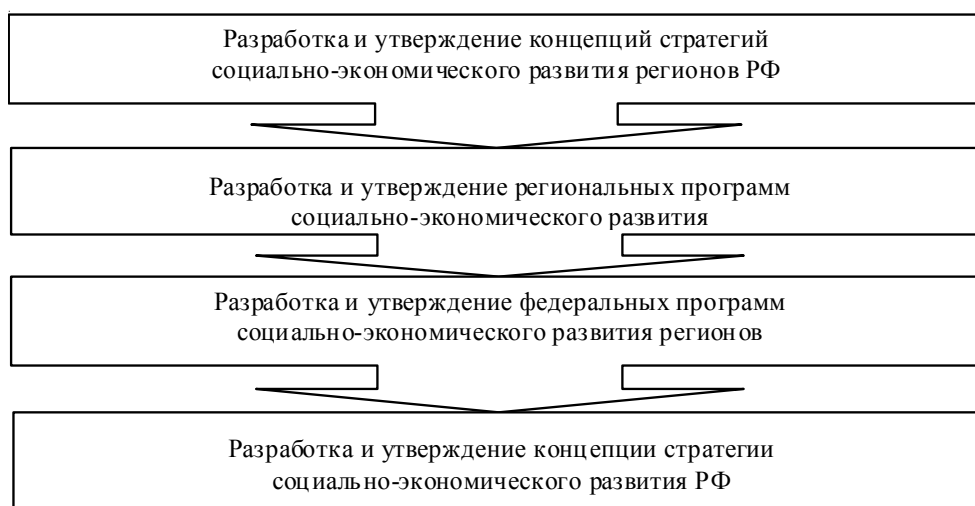 Разработка и утверждение концепций стратегий
социально-экономического развития регионов РФ
Разработка и утверждение региональных программ
социально-экономического развития
Разработка и утверждение федеральных программ
социально-экономического развития регионов
Разработка и утверждение концепции стратегии
социально-экономического развития РФ